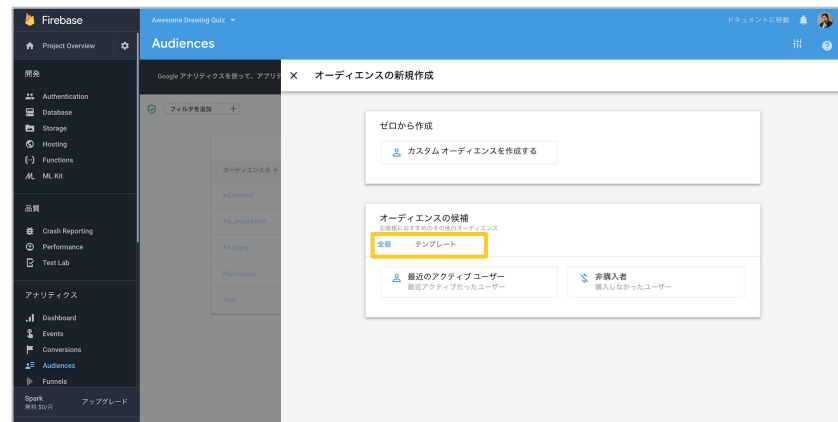 Firebase
Awesome Drawing Quiz
ドキュメントに移動
Project Overview
Audiences
Google アナリティクスを使って、アプリテ
オーディエンスの新規作成
開発
Authentication
Database
Storage
Hosting
Functions
ML Kit
フィルタを追加
オーディエンス名
ad_reward
Ad_reward test
All Users
Purchasers
Test
ゼロから作成
カスタム オーディエンスを作成する
オーディエンスの候補
お客様におすすめのその他のオーディエンス
全般 テンプレート
最近のアクティブ ユーザー
最近アクティブだったユーザー
非購入者
購入しなかったユーザー
品質
Crash Reporting
Performance
Test Lab
アナリティクス
Dashboard
Events
Conversions
Audiences
Funnels
Spark
無料 $0/月
アップグレード